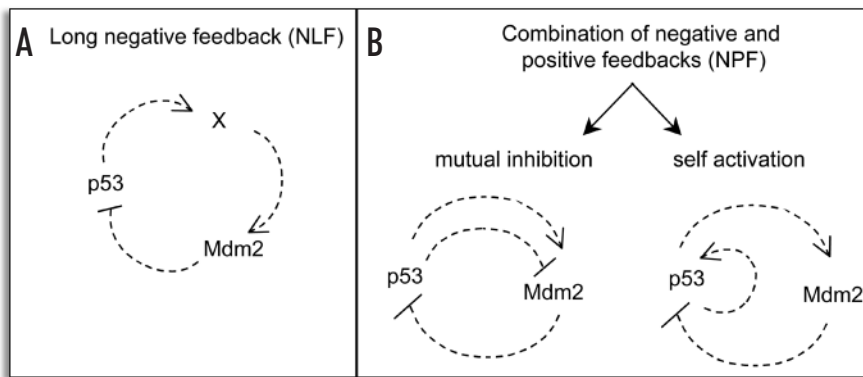 A
Long negative feedback (NLF)
X
p53
Mdm2
B
Combination of negative and
positive feedbacks (NPF)
mutual inhibition
self activation
p53
Mdm2
p53
Mdm2